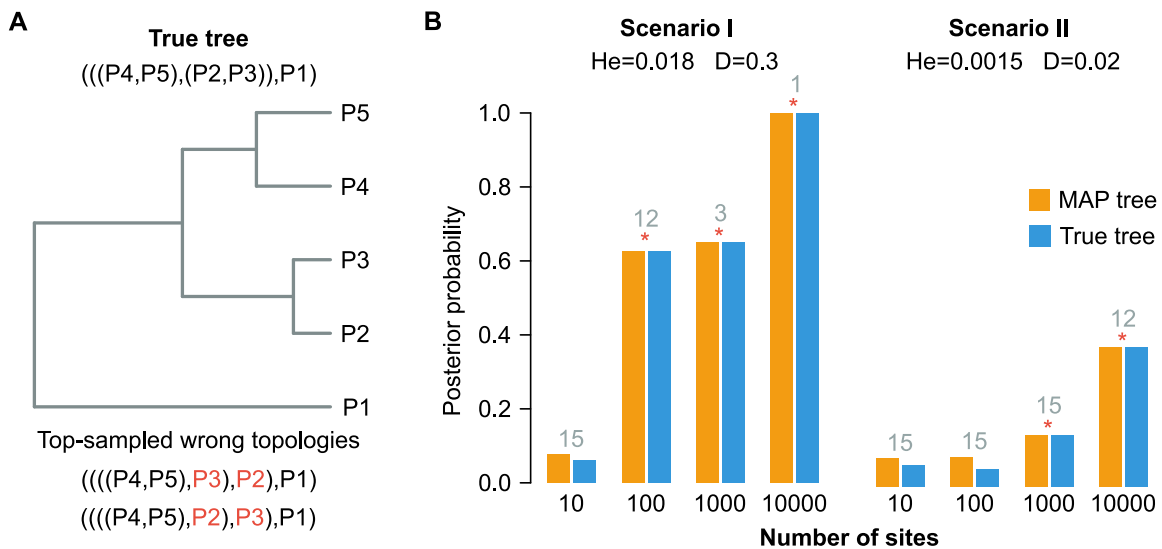 A
True tree
(((P4,P5),(P2,P3)),P1)
P5
P4
P3
P2
P1
Top-sampled wrong topologies
((((P4,P5),P3),P2),P1)
((((P4,P5),P2),P3),P1)
B
Scenario I
He=0.018 D=0.3
Scenario II
He=0.0015 D=0.02
Posterior probability
1.0
0.8
0.6
0.4
0.2
0.0
15
12
*
3
*
1
*
10
100
1000
10000
MAP tree
True tree
15
15
15
*
12
*
10
100
1000
10000
Number of sites